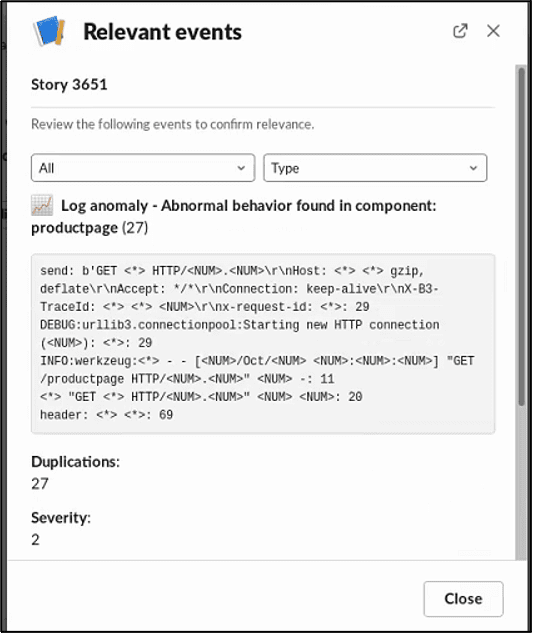 Relevant events
Story 3651
Review the following events to confirm relevance.
All
Type
Log anomaly - Abnormal behavior found in component:
productpage (27)
send: b'GET <*> HTTP/<NUM>.<NUM>\r\nHost: <*> <*> gzip,
deflate\r\nAccept: */*\r\nConnection: keep-alive\r\nX-B3-
TraceId: <*> <*> <NUM>\r\nx-request-id: <*>: 29
DEBUG:urllib3.connectionpool:Starting new HTTP connection
(<NUM>): <*>: 29
INFO:werkzeug:<*> - - [<NUM>/Oct/<NUM> <NUM>:<NUM>:<NUM>] "GET
/productpage HTTP/<NUM>.<NUM>" <NUM> -: 11
<*> "GET <*> HTTP/<NUM>.<NUM>" <NUM> <NUM>: 20
header: <*> <*>: 69
Duplications:
27
Severity:
2
Close